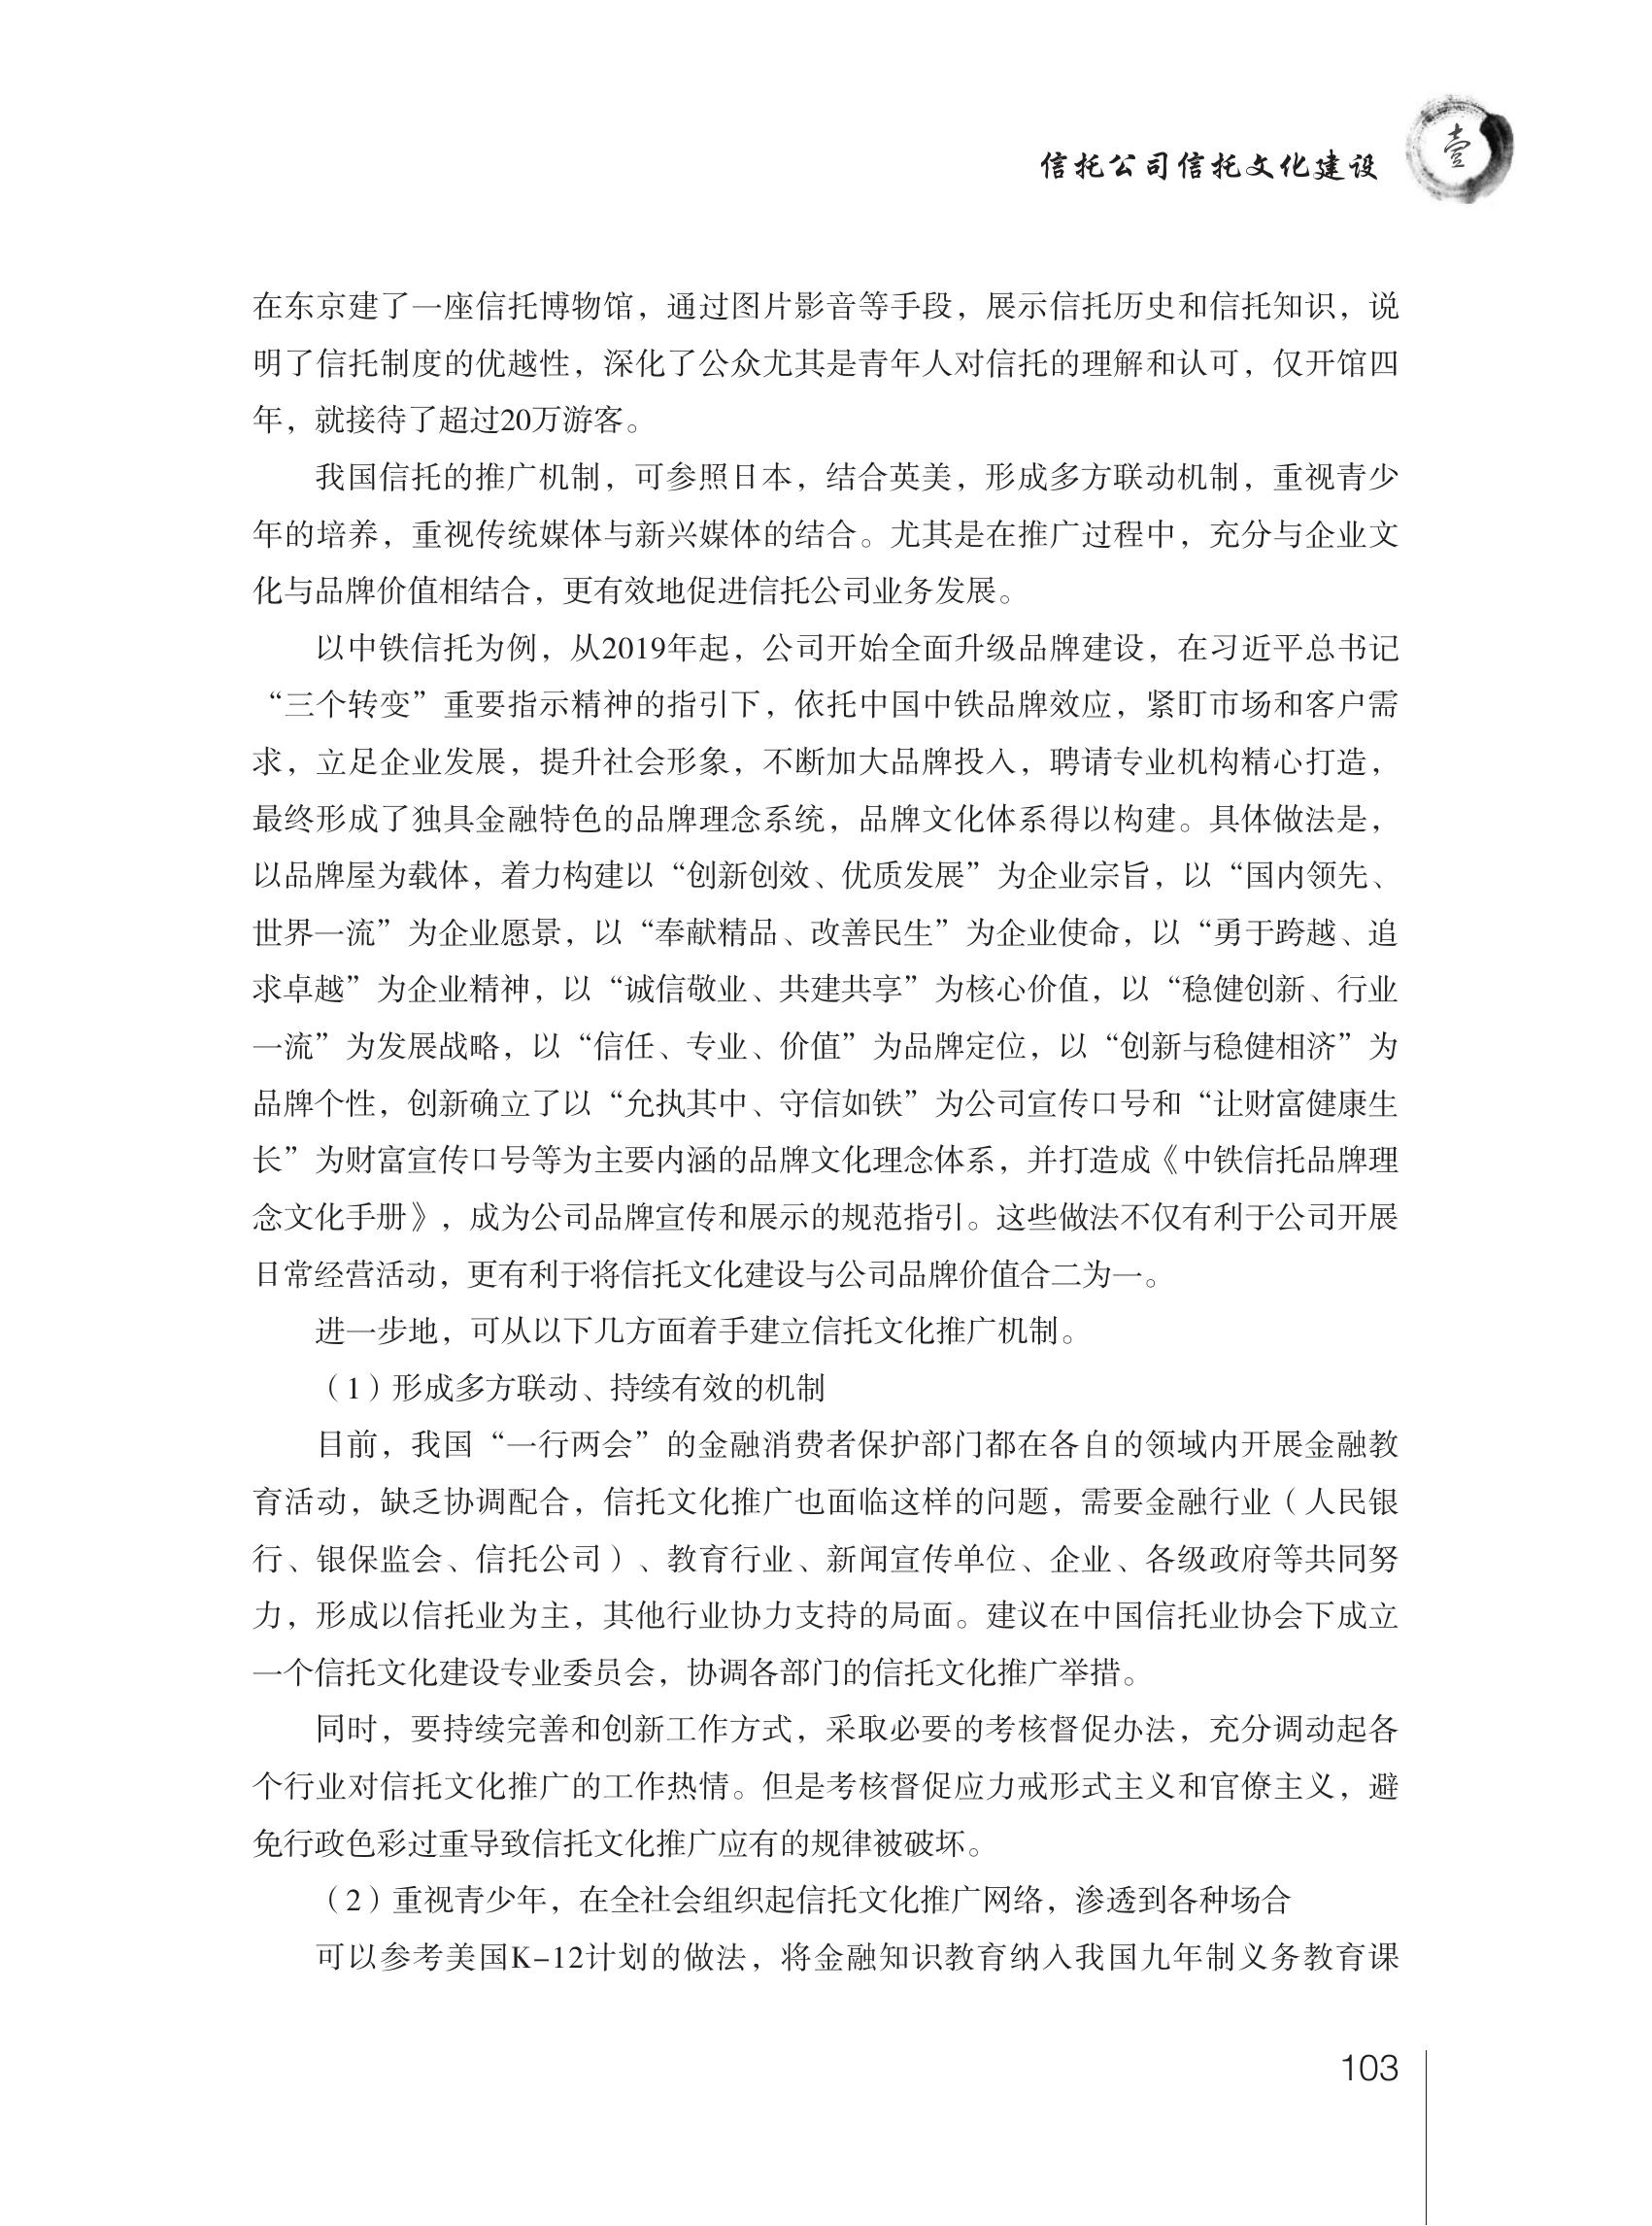 信托公司信托文化建设
壹
在东京建了一座信托博物馆，通过图片影音等手段，展示信托历史和信托知识，说
明了信托制度的优越性，深化了公众尤其是青年人对信托的理解和认可，仅开馆四
年，就接待了超过20万游客。
我国信托的推广机制，可参照日本，结合英美，形成多方联动机制，重视青少
年的培养，重视传统媒体与新兴媒体的结合。尤其是在推广过程中，充分与企业文
化与品牌价值相结合，更有效地促进信托公司业务发展。
以中铁信托为例，从2019年起，公司开始全面升级品牌建设，在习近平总书记
“三个转变”重要指示精神的指引下，依托中国中铁品牌效应，紧盯市场和客户需
求，立足企业发展，提升社会形象，不断加大品牌投入，聘请专业机构精心打造，
最终形成了独具金融特色的品牌理念系统，品牌文化体系得以构建。具体做法是，
以品牌屋为载体，着力构建以“创新创效、优质发展”为企业宗旨，以“国内领先、
世界一流”为企业愿景，以“奉献精品、改善民生”为企业使命，以“勇于跨越、追
求卓越”为企业精神，以“诚信敬业、共建共享”为核心价值，以“稳健创新、行业
一流”为发展战略，以“信任、专业、价值”为品牌定位，以“创新与稳健相济”为
品牌个性，创新确立了以“允执其中、守信如铁”为公司宣传口号和“让财富健康生
长”为财富宣传口号等为主要内涵的品牌文化理念体系，并打造成《中铁信托品牌理
念文化手册》，成为公司品牌宣传和展示的规范指引。这些做法不仅有利于公司开展
日常经营活动，更有利于将信托文化建设与公司品牌价值合二为一。
进一步地，可从以下几方面着手建立信托文化推广机制。
（1）形成多方联动、持续有效的机制
目前，我国“一行两会”的金融消费者保护部门都在各自的领域内开展金融教
育活动，缺乏协调配合，信托文化推广也面临这样的问题，需要金融行业（人民银
行、银保监会、信托公司）、教育行业、新闻宣传单位、企业、各级政府等共同努
力，形成以信托业为主，其他行业协力支持的局面。建议在中国信托业协会下成立
一个信托文化建设专业委员会，协调各部门的信托文化推广举措。
同时，要持续完善和创新工作方式，采取必要的考核督促办法，充分调动起各
个行业对信托文化推广的工作热情。但是考核督促应力戒形式主义和官僚主义，避
免行政色彩过重导致信托文化推广应有的规律被破坏。
（2）重视青少年，在全社会组织起信托文化推广网络，渗透到各种场合
可以参考美国K-12计划的做法，将金融知识教育纳入我国九年制义务教育课
103